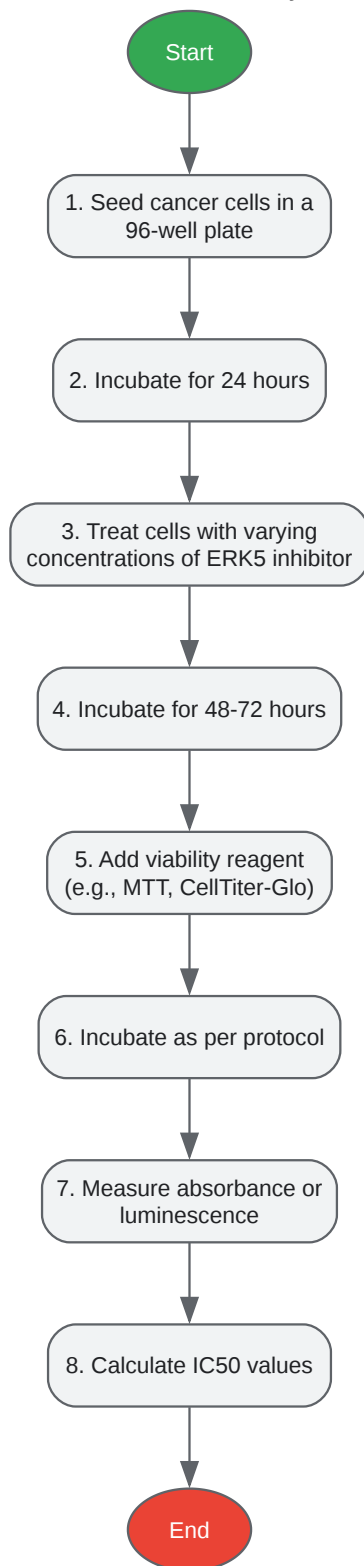 Start
1. Seed cancer cells in a
96-well plate
2. Incubate for 24 hours
3. Treat cells with varying
concentrations of ERK5 inhibitor
4. Incubate for 48-72 hours
5. Add viability reagent
(e.g., MTT, CellTiter-Glo)
6. Incubate as per protocol
7. Measure absorbance or
luminescence
8. Calculate IC50 values
End